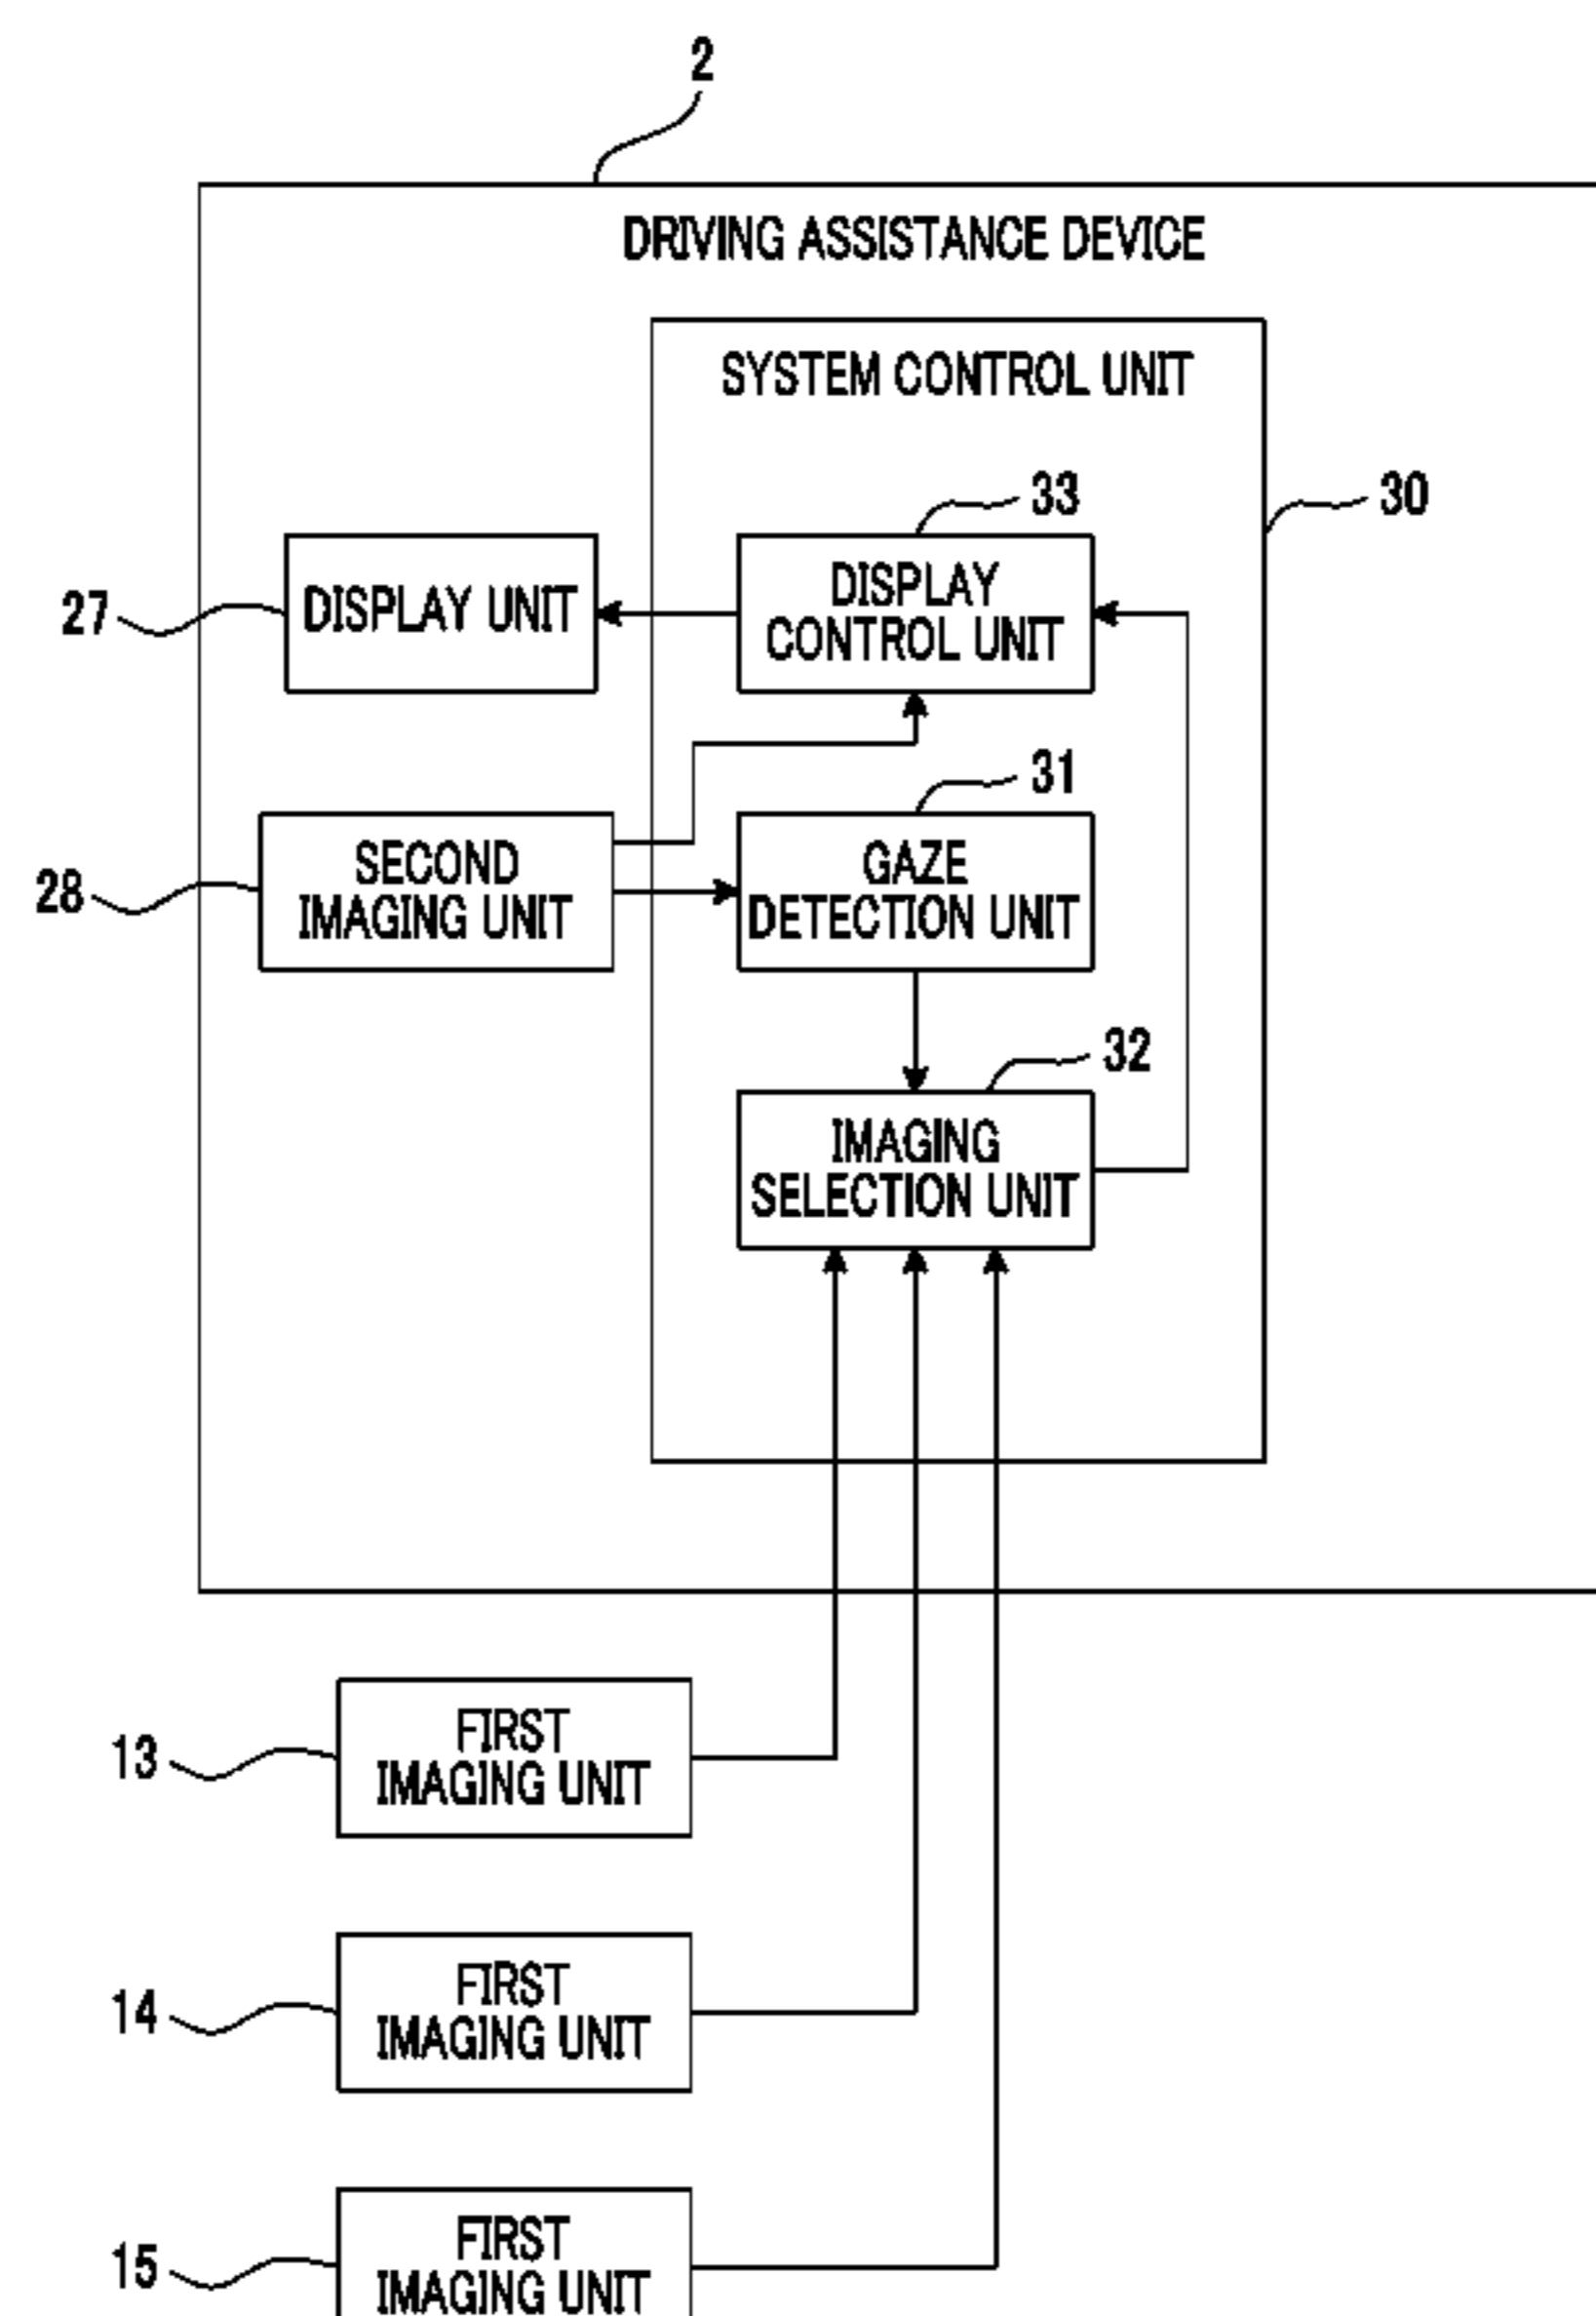 2
DRIVING ASSISTANCE DEVICE
SYSTEM CONTROL UNIT
33
30
27
DISPLAY UNIT
DISPLAY
CONTROL UNIT
31
28
SECOND
IMAGING UNIT
GAZE
DETECTION UNIT
32
IMAGING
SELECTION UNIT
13
FIRST
IMAGING UNIT
14
FIRST
IMAGING UNIT
15
FIRST
IMAGING UNIT